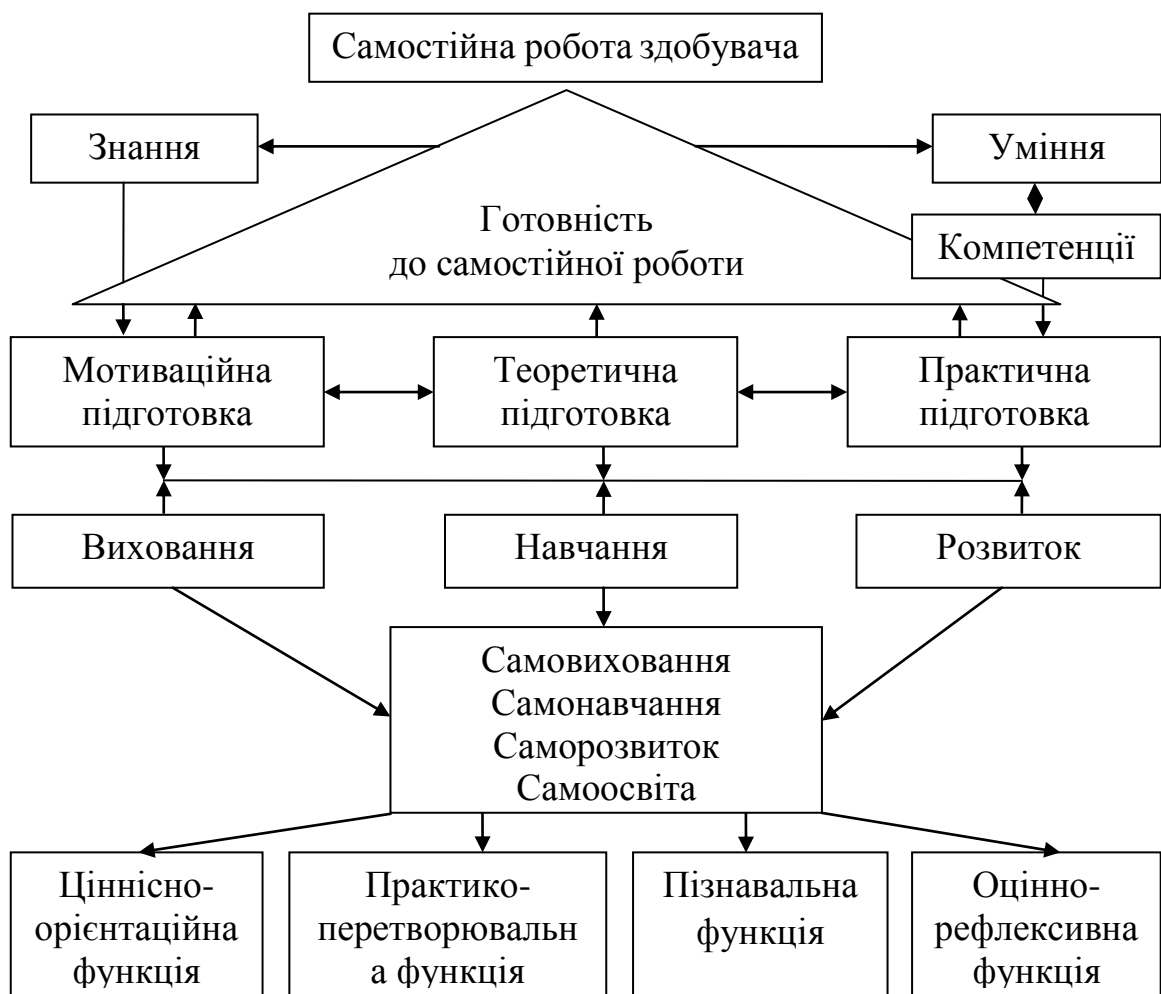 Самостійна робота здобувача
Знання
Уміння
Готовність
до самостійної роботи
Компетенції
Мотиваційна
підготовка
Теоретична
підготовка
Практична
підготовка
Виховання
Навчання
Розвиток
Самовиховання
Самонавчання
Саморозвиток
Самоосвіта
Ціннісно-
орієнтаційна
функція
Практико-
перетворювальн
а функція
Пізнавальна
функція
Оцінно-
рефлексивна
функція